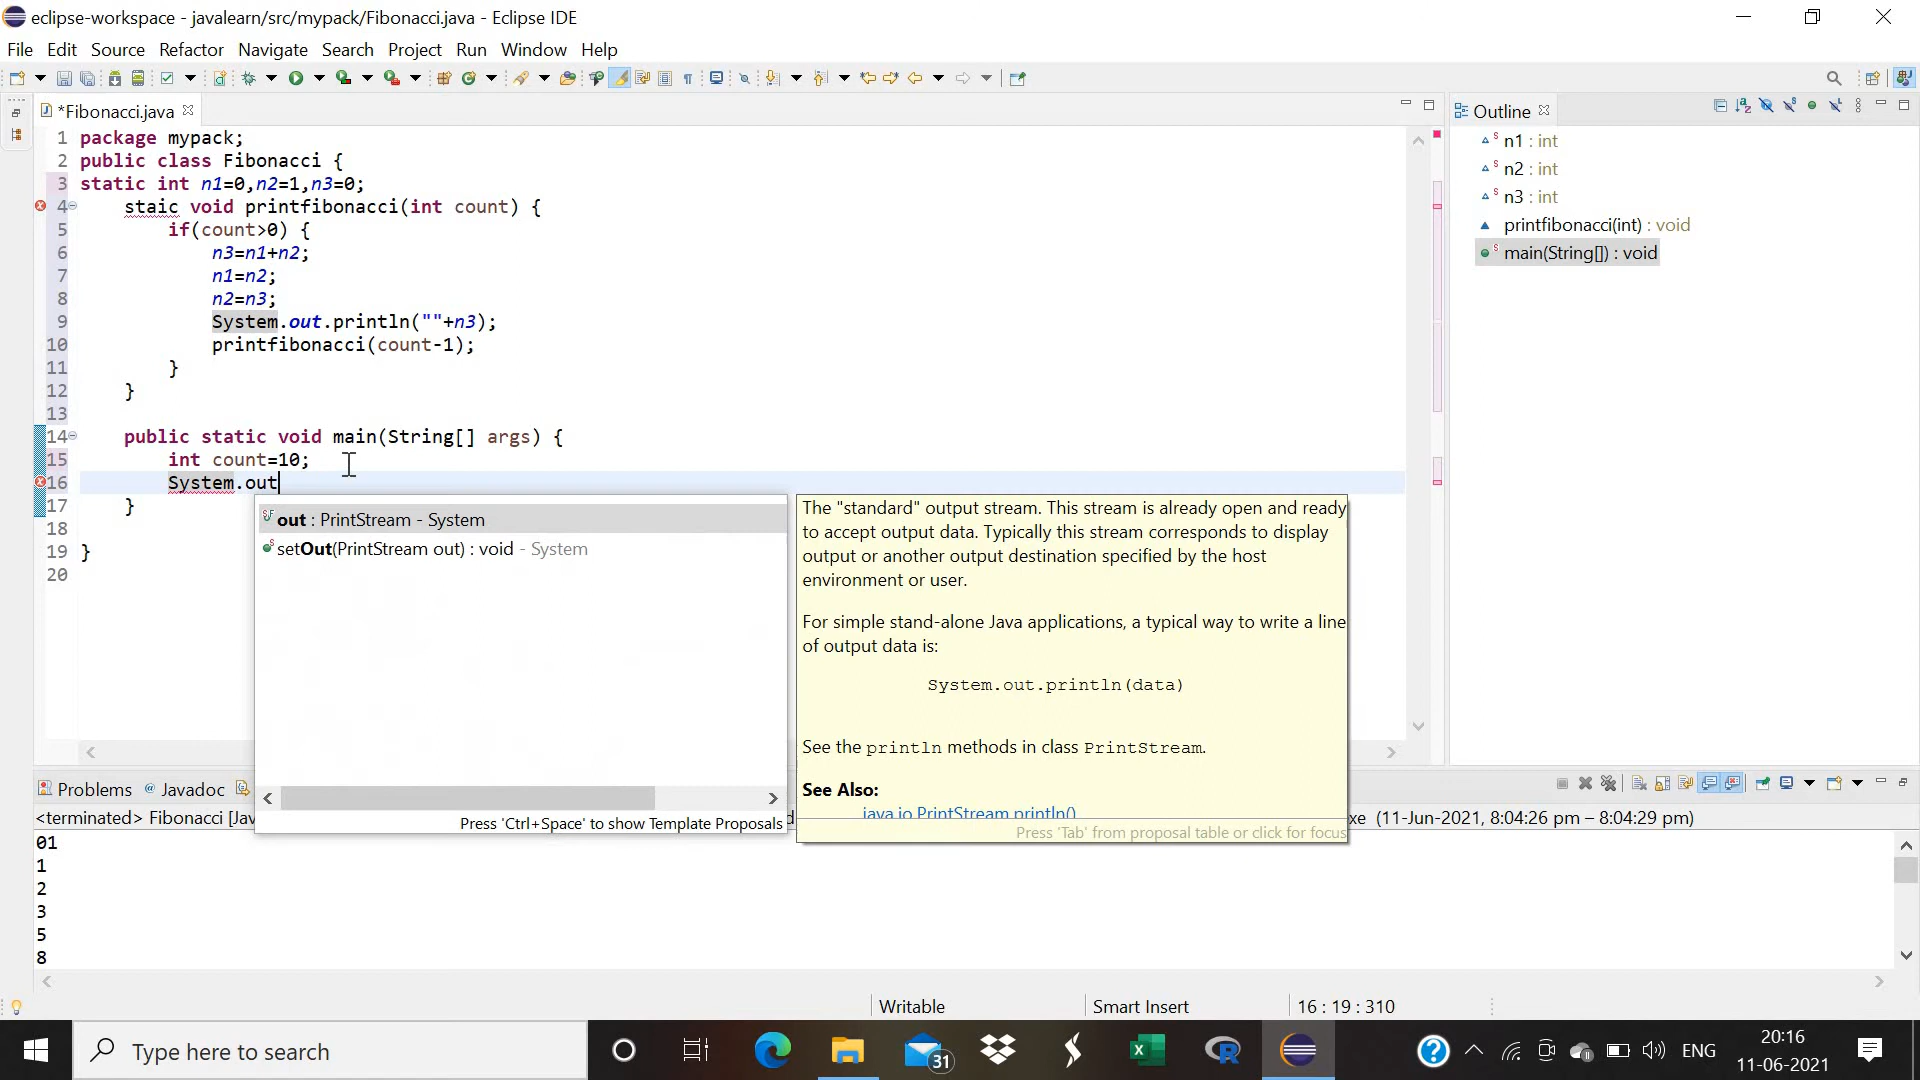 eclipse-workspace - javalearn/src/mypack/Fibonacci.java - Eclipse IDE
File Edit Source Refactor Navigate Search Project Run Window Help
*Fibonacci.java
1 package mypack;
2 public class Fibonacci {
3 static int n1=0,n2=1,n3=0;
4 staic void printfibonacci(int count) {
5 if(count>0) {
6 n3=n1+n2;
7 n1=n2;
8 n2=n3;
9 System.out.println(""+n3);
10 printfibonacci(count-1);
11 }
12 }
13
14 public static void main(String[] args) {
15 int count=10;
16 System.out
17 }
18
19 }
20
out : PrintStream - System
setOut(PrintStream out) : void - System
Press 'Ctrl+Space' to show Template Proposals
The "standard" output stream. This stream is already open and ready
to accept output data. Typically this stream corresponds to display
output or another output destination specified by the host
environment or user.
For simple stand-alone Java applications, a typical way to write a line
of output data is:
System.out.println(data)
See the println methods in class PrintStream.
See Also:
java.io.PrintStream.println()
Press 'Tab' from proposal table or click for focus
Outline
n1 : int
n2 : int
n3 : int
printfibonacci(int) : void
main(String[]) : void
Problems @ Javadoc
<terminated> Fibonacci [Jav
xe (11-Jun-2021, 8:04:26 pm – 8:04:29 pm)
01
1
2
3
5
8
Writable Smart Insert 16 : 19 : 310
Type here to search
31
ENG
20:16
11-06-2021